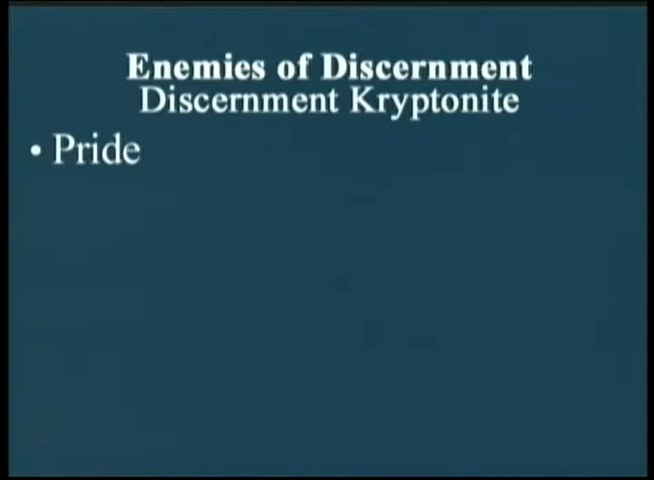 Enemies of Discernment
Discernment Kryptonite
• Pride